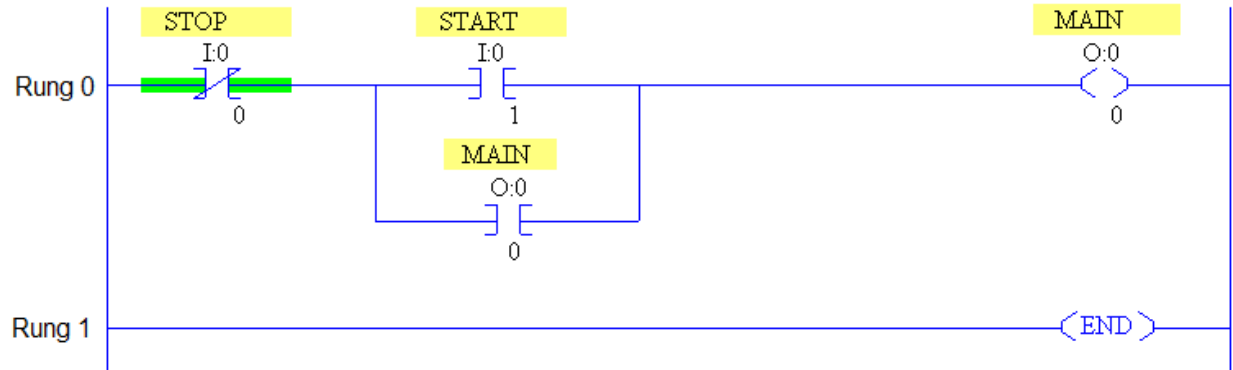 STOP START MAIN
I:0 I:0 O:0
Rung 0
0 1 0
MAIN
O:0
0
Rung 1 END